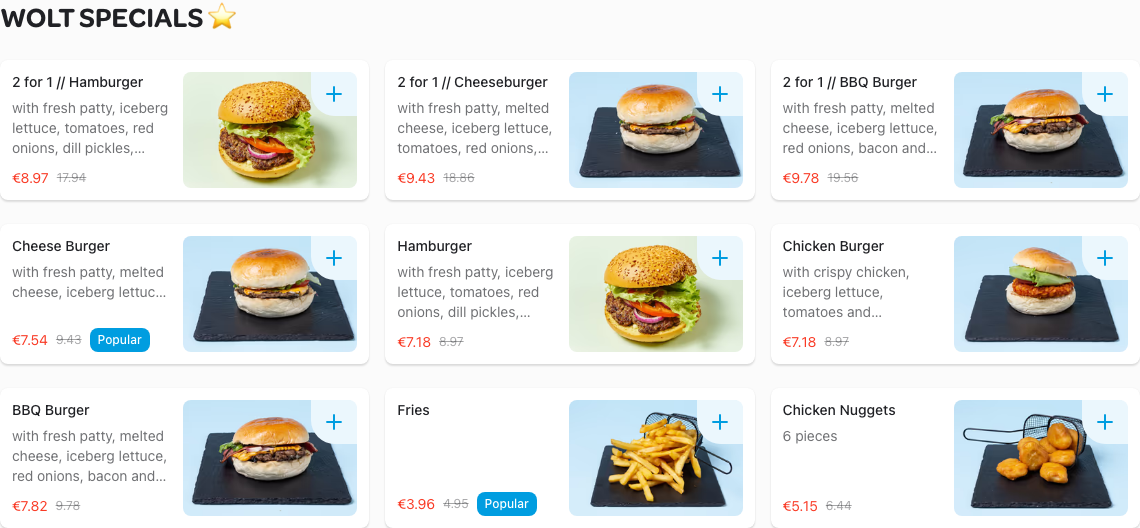 WOLT SPECIALS ⭐
2 for 1 // Hamburger
with fresh patty, iceberg
lettuce, tomatoes, red
onions, dill pickles,...
€8.97 17.94
2 for 1 // Cheeseburger
with fresh patty, melted
cheese, iceberg lettuce,
tomatoes, red onions,...
€9.43 18.86
2 for 1 // BBQ Burger
with fresh patty, melted
cheese, iceberg lettuce,
red onions, bacon and...
€9.78 19.56
Cheese Burger
with fresh patty, melted
cheese, iceberg lettuc...
€7.54 9.43 Popular
Hamburger
with fresh patty, iceberg
lettuce, tomatoes, red
onions, dill pickles,...
€7.18 8.97
Chicken Burger
with crispy chicken,
iceberg lettuce,
tomatoes and...
€7.18 8.97
BBQ Burger
with fresh patty, melted
cheese, iceberg lettuce,
red onions, bacon and...
€7.82 9.78
Fries
€3.96 4.95 Popular
Chicken Nuggets
6 pieces
€5.15 6.44